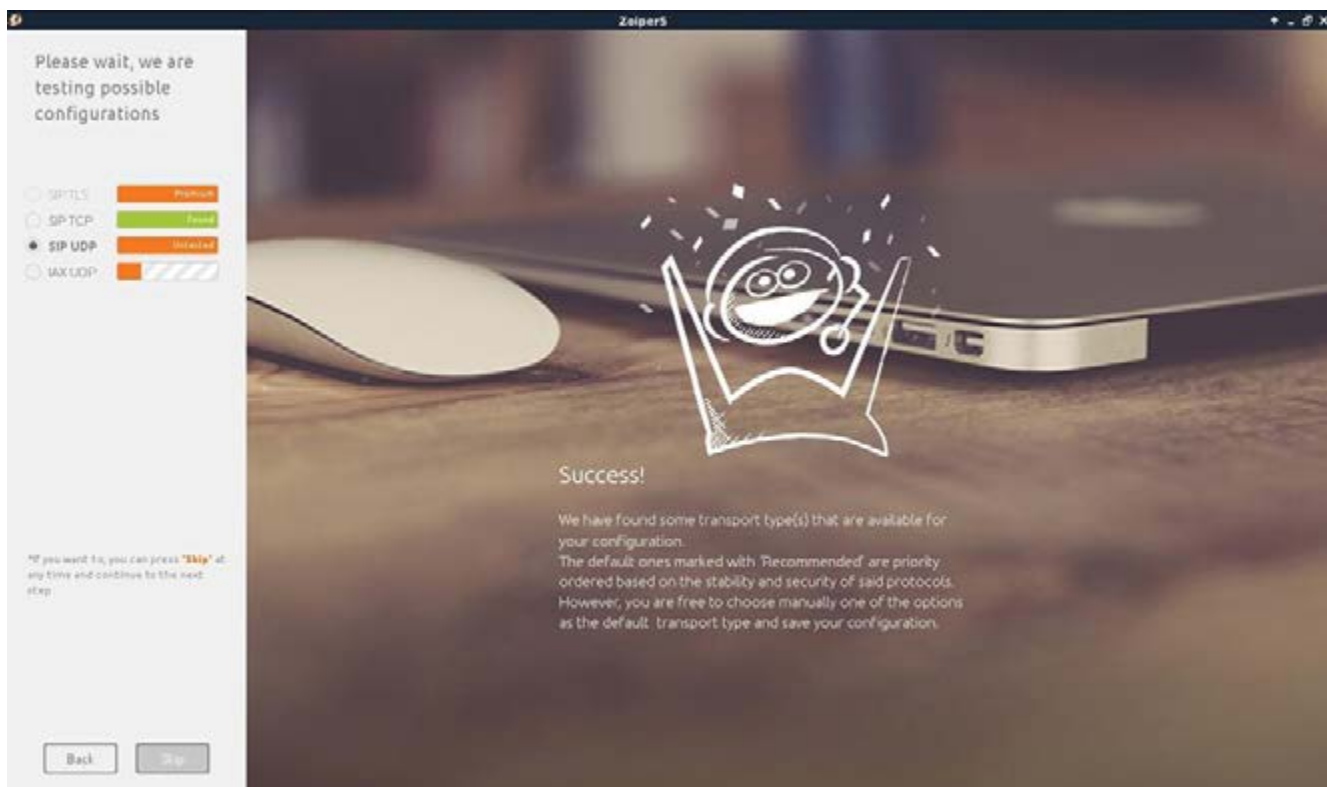 Zoiper5
Please wait, we are
testing possible
configurations
SIP TLS Premium
SIP TCP Found
SIP UDP Untested
IAX UDP
*If you want to, you can press "Skip" at
any time and continue to the next
step
Back Skip
Success!
We have found some transport type(s) that are available for
your configuration.
The default ones marked with 'Recommended' are priority
ordered based on the stability and security of said protocols.
However, you are free to choose manually one of the options
as the default transport type and save your configuration.